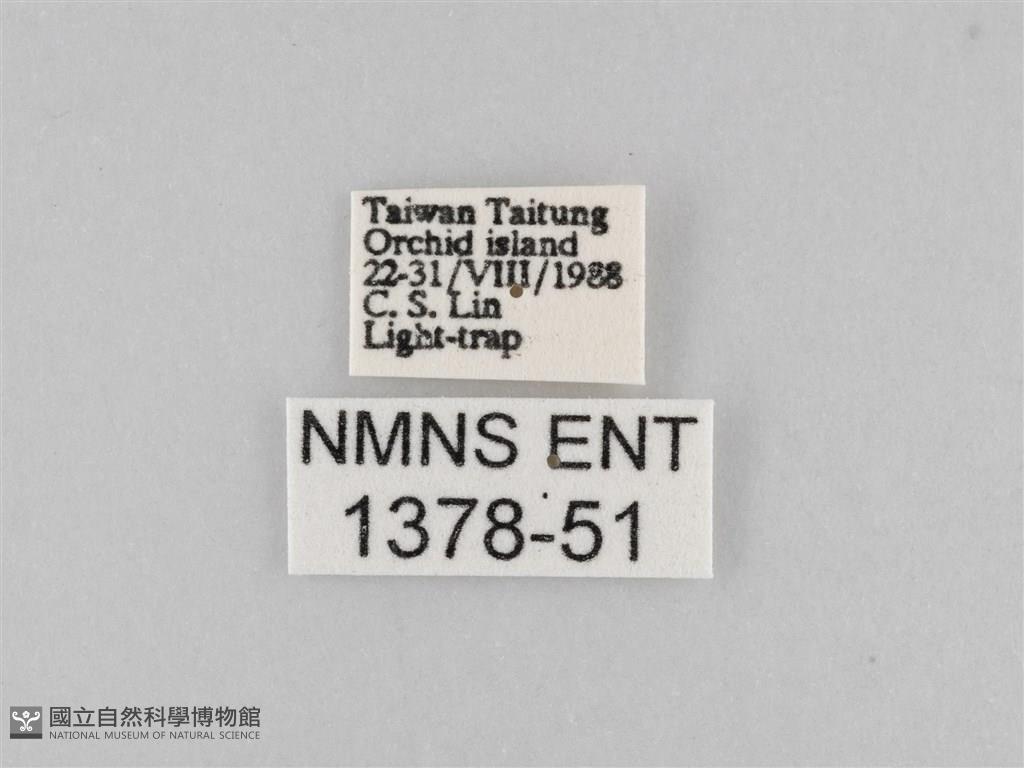 Taiwan Taitung
Orchid island
22-31/VIII/1988
C. S. Lin
Light-trap
NMNS ENT
1378-51
國立自然科學博物館
NATIONAL MUSEUM OF NATURAL SCIENCE